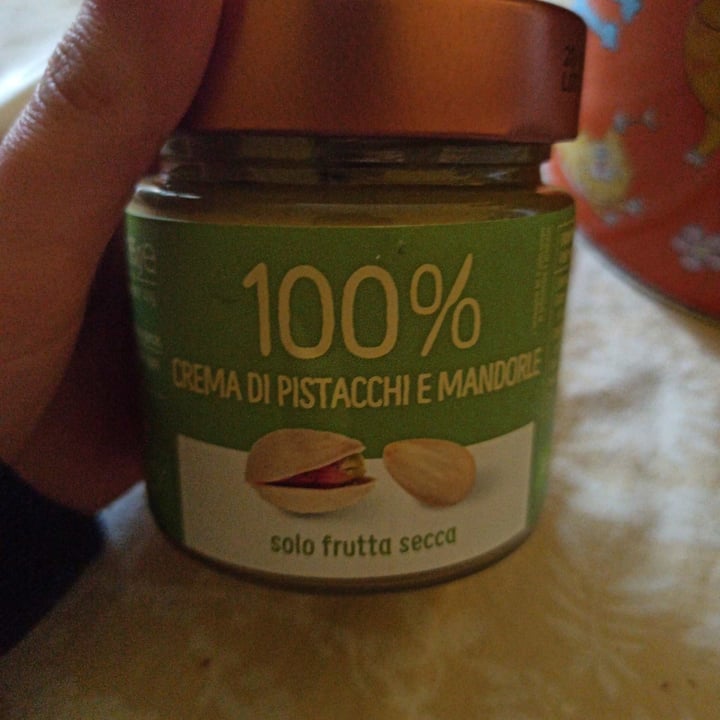 100%
CREMA DI PISTACCHI E MANDORLE
solo frutta secca